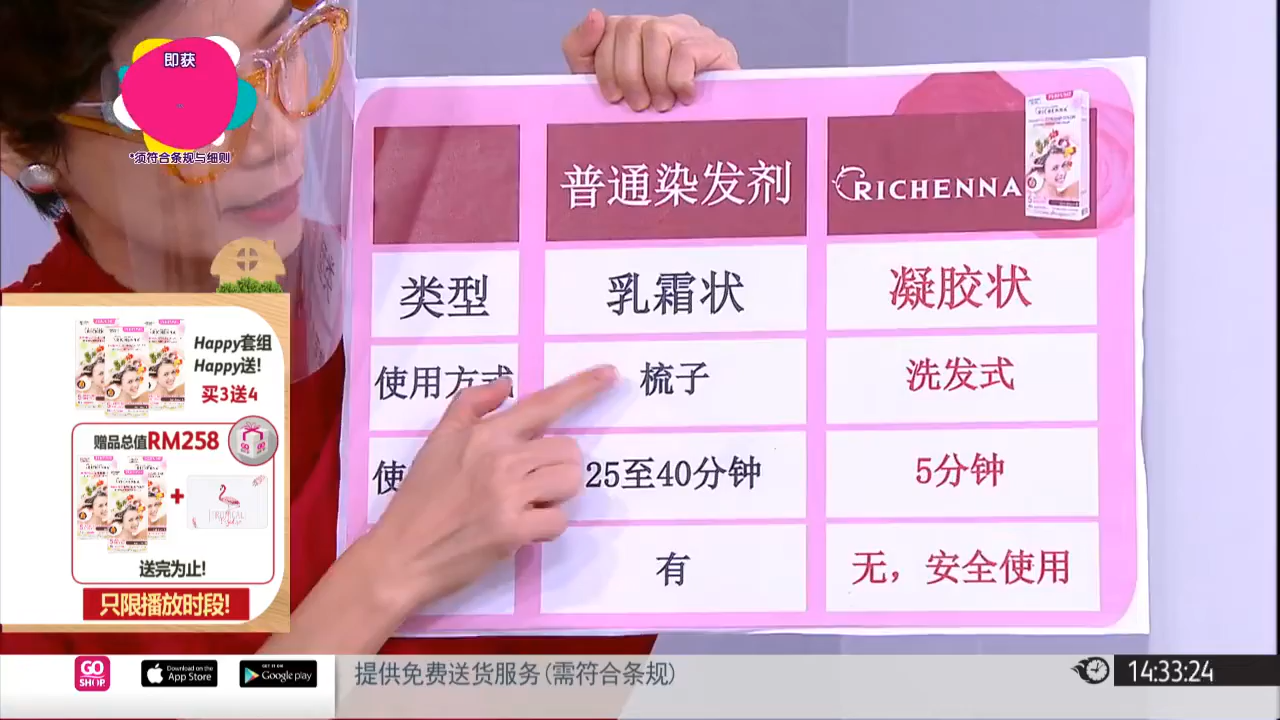 即获
*须符合条规与细则
普通染发剂
RICHENNA
类型
乳霜状
凝胶状
使用方式
梳子
洗发式
使
25至40分钟
5分钟
有
无，安全使用
Happy套组
Happy送!
买3送4
赠品总值RM258
+
送完为止!
只限播放时段!
GO
SHOP
Download on the
App Store
GET IT ON
Google play
提供免费送货服务(需符合条规)
14:33:24